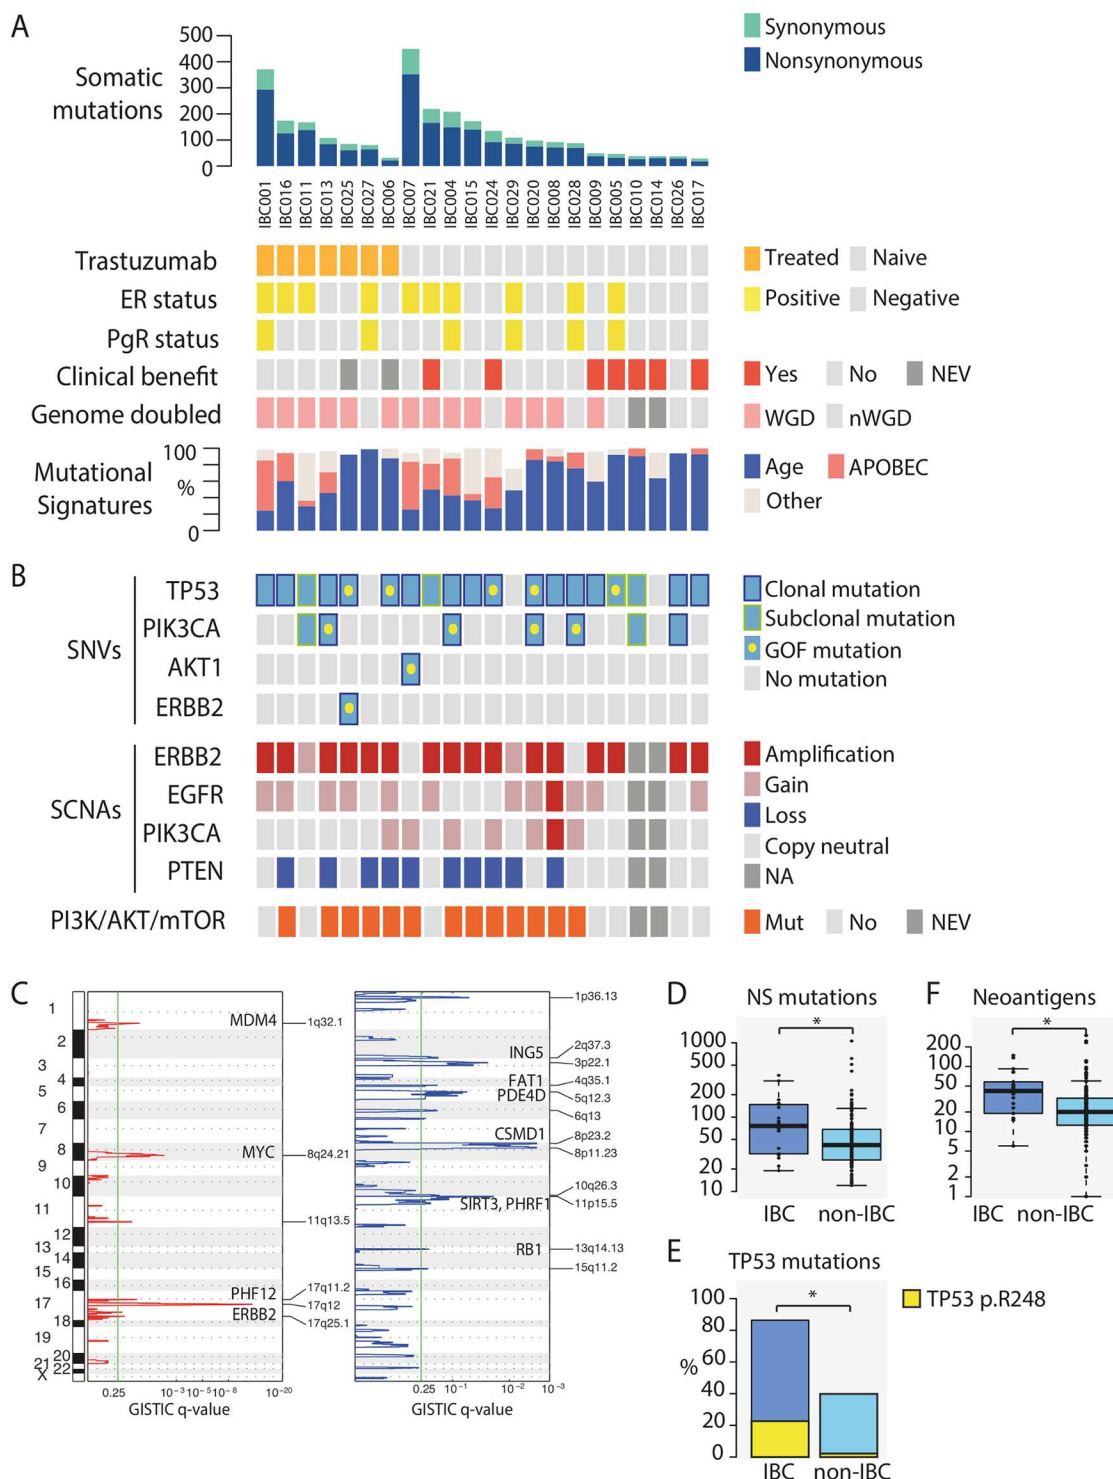 A
Somatic
mutations
500
400
300
200
100
0
Synonymous
Nonsynonymous
IBC001
IBC016
IBC011
IBC013
IBC025
IBC027
IBC006
IBC007
IBC021
IBC004
IBC015
IBC024
IBC029
IBC020
IBC008
IBC028
IBC009
IBC005
IBC010
IBC014
IBC026
IBC017
Trastuzumab
Treated Naive
ER status
Positive Negative
PgR status
Clinical benefit
Yes No NEV
Genome doubled
WGD nWGD
Mutational
Signatures
100
%
0
Age APOBEC
Other
B
SNVs
TP53
PIK3CA
AKT1
ERBB2
Clonal mutation
Subclonal mutation
GOF mutation
No mutation
SCNAs
ERBB2
EGFR
PIK3CA
PTEN
Amplification
Gain
Loss
Copy neutral
NA
PI3K/AKT/mTOR
Mut No NEV
C
1
2
3
4
5
6
7
8
9
10
11
12
13
14
15
16
17
18
19
20
21
22
X
MDM4
1q32.1
MYC
8q24.21
11q13.5
PHF12
17q11.2
17q12
ERBB2
17q25.1
0.25 10⁻³ 10⁻⁵ 10⁻⁸ 10⁻²⁰
GISTIC q-value
1p36.13
ING5
2q37.3
3p22.1
FAT1
4q35.1
PDE4D
5q12.3
6q13
CSMD1
8p23.2
8p11.23
10q26.3
SIRT3, PHRF1
11p15.5
RB1
13q14.13
15q11.2
0.25 10⁻¹ 10⁻² 10⁻³
GISTIC q-value
D
NS mutations
*
1000
500
200
100
50
20
10
IBC non-IBC
F
Neoantigens
*
200
100
50
20
10
5
2
1
IBC non-IBC
E
TP53 mutations
*
100
80
60
%
40
20
0
IBC non-IBC
TP53 p.R248